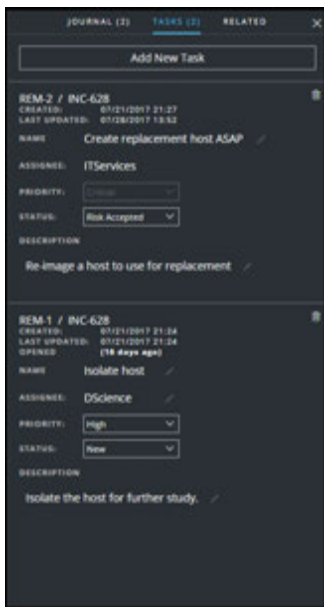 JOURNAL (2) TASKS (2) RELATED
Add New Task
REM-2 / INC-628
CREATED: 07/21/2017 21:27
LAST UPDATED: 07/28/2017 13:52
NAME Create replacement host ASAP
ASSIGNEE: ITServices
PRIORITY: Critical
STATUS: Risk Accepted
DESCRIPTION
Re-image a host to use for replacement
REM-1 / INC-628
CREATED: 07/21/2017 21:24
LAST UPDATED: 07/21/2017 21:24
OPENED (16 days ago)
NAME Isolate host
ASSIGNEE: DScience
PRIORITY: High
STATUS: New
DESCRIPTION
Isolate the host for further study.